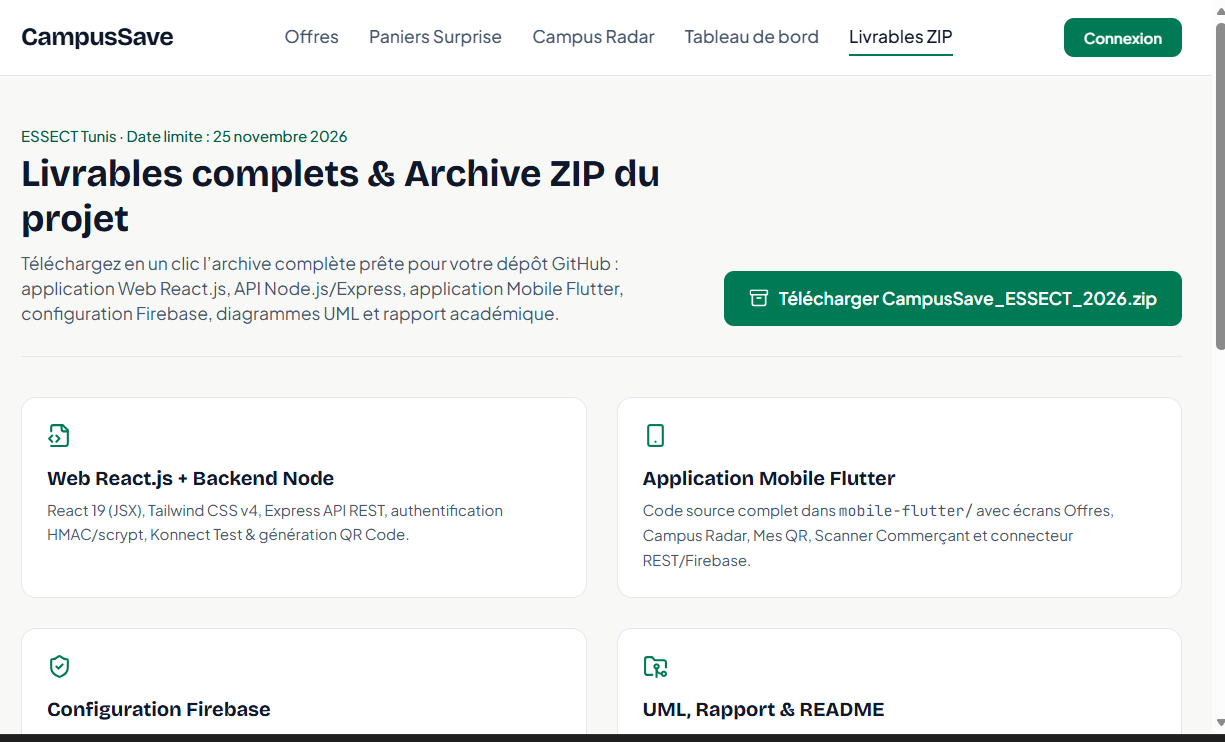 CampusSave
Offres
Paniers Surprise
Campus Radar
Tableau de bord
Livrables ZIP
Connexion
ESSECT Tunis · Date limite : 25 novembre 2026
Livrables complets & Archive ZIP du
projet
Téléchargez en un clic l’archive complète prête pour votre dépôt GitHub :
application Web React.js, API Node.js/Express, application Mobile Flutter,
configuration Firebase, diagrammes UML et rapport académique.
Télécharger CampusSave_ESSECT_2026.zip
Web React.js + Backend Node
React 19 (JSX), Tailwind CSS v4, Express API REST, authentification
HMAC/scrypt, Konnect Test & génération QR Code.
Application Mobile Flutter
Code source complet dans mobile-flutter/ avec écrans Offres,
Campus Radar, Mes QR, Scanner Commerçant et connecteur
REST/Firebase.
Configuration Firebase
UML, Rapport & README